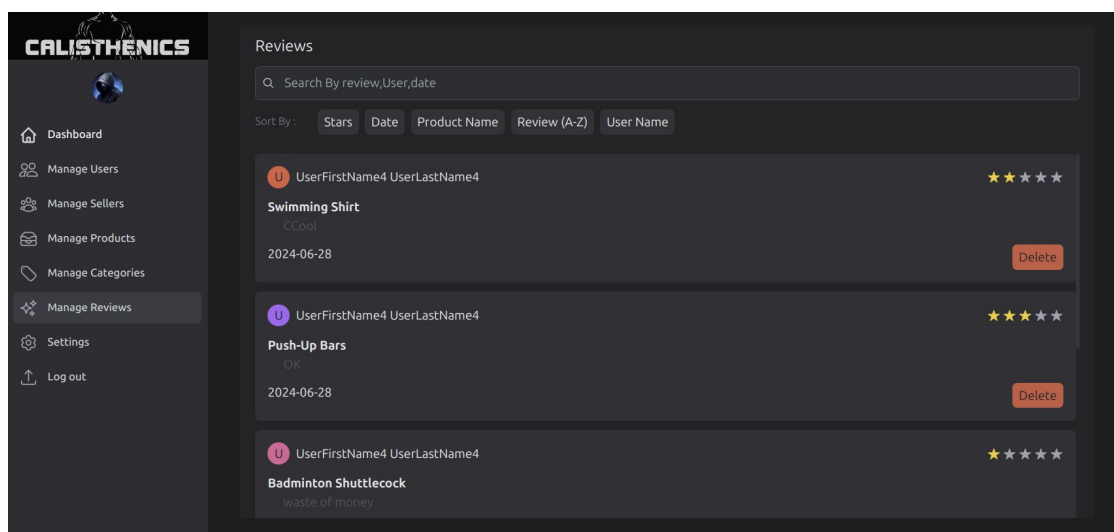 CALISTHENICS
Dashboard
Manage Users
Manage Sellers
Manage Products
Manage Categories
Manage Reviews
Settings
Log out
Reviews
Search By review,User,date
Sort By :
Stars
Date
Product Name
Review (A-Z)
User Name
U UserFirstName4 UserLastName4
Swimming Shirt
CCool
2024-06-28
Delete
U UserFirstName4 UserLastName4
Push-Up Bars
OK
2024-06-28
Delete
U UserFirstName4 UserLastName4
Badminton Shuttlecock
waste of money